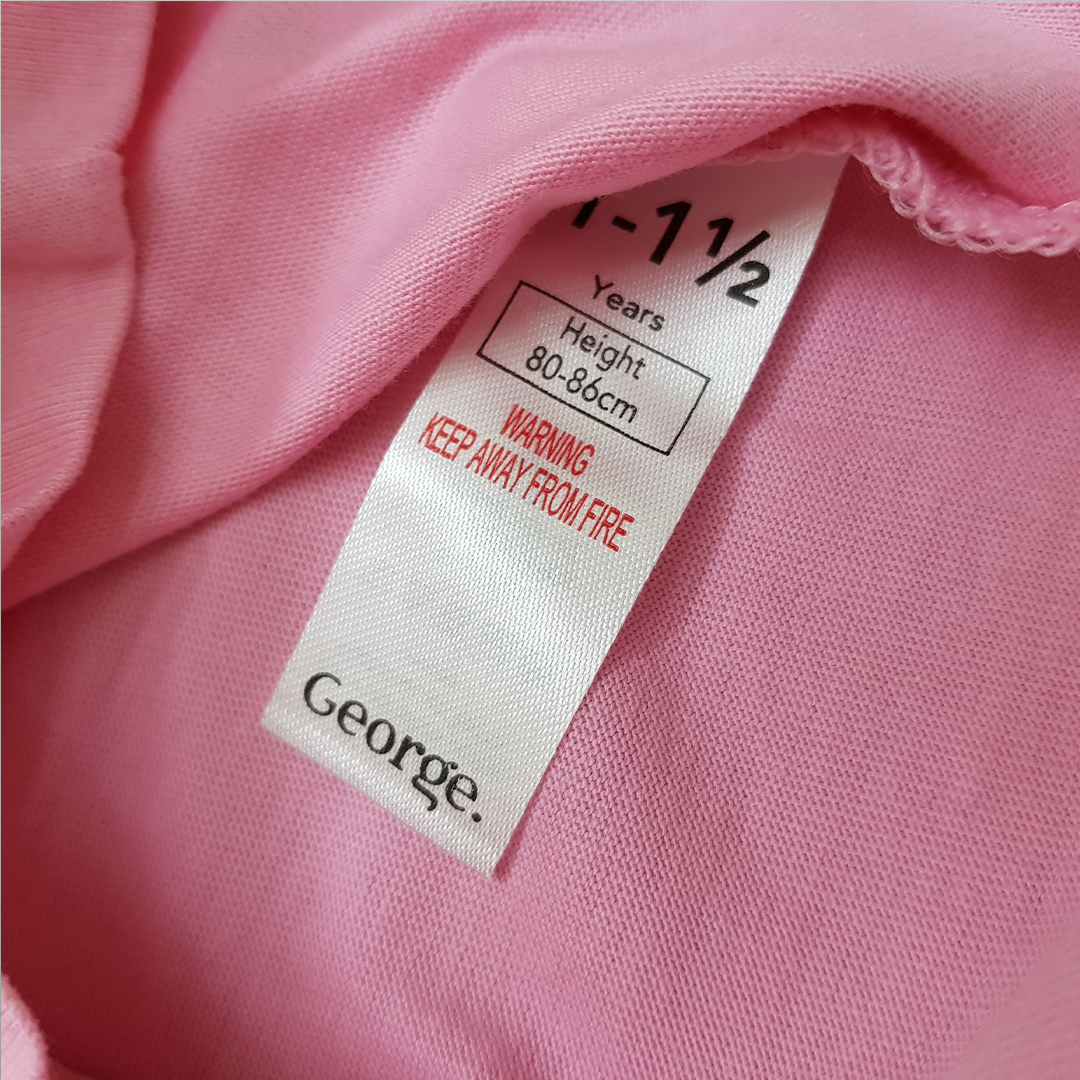 1-1½
Years
Height
80-86cm
WARNING
KEEP AWAY FROM FIRE
George.